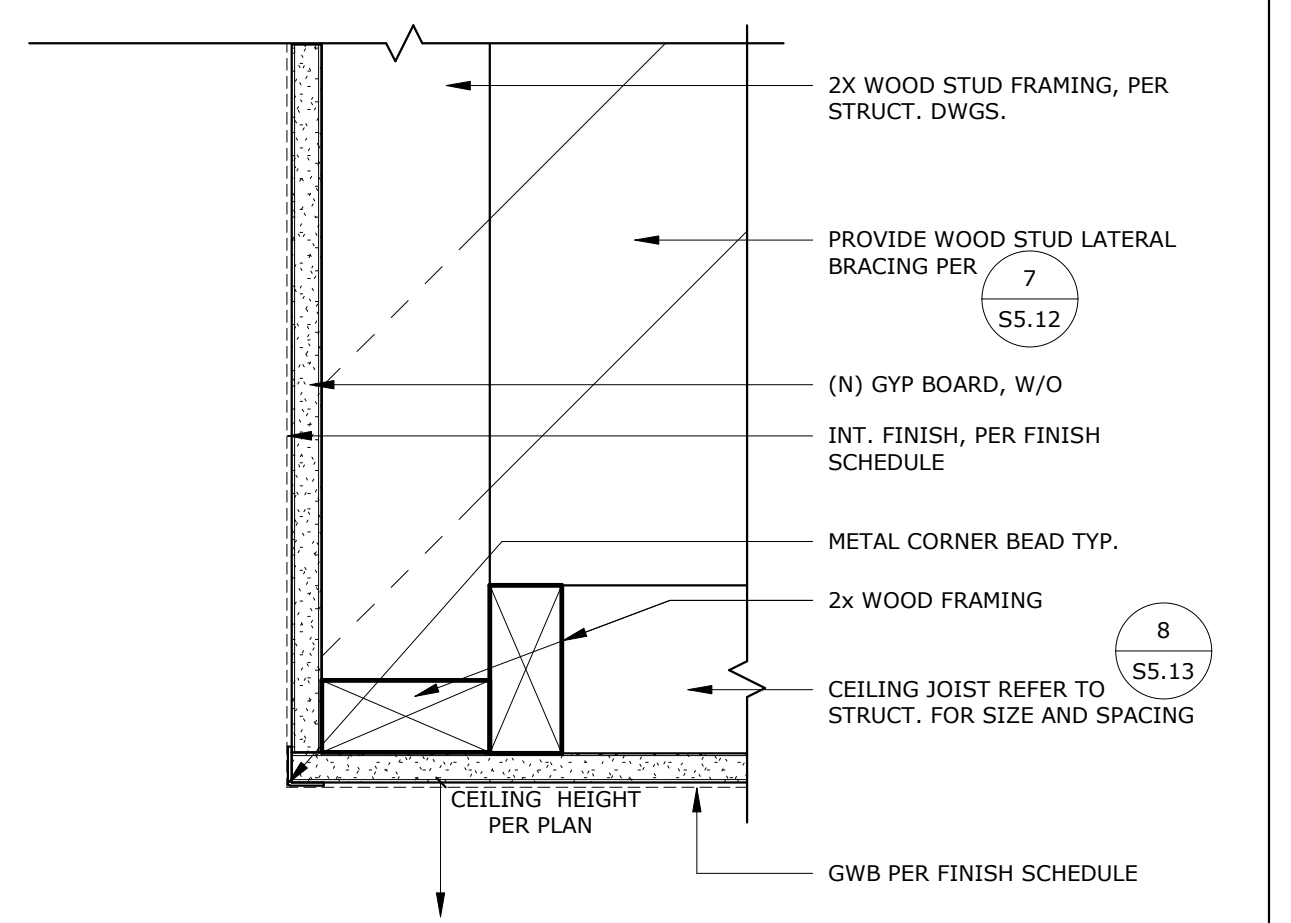 2X WOOD STUD FRAMING, PER
STRUCT. DWGS.
PROVIDE WOOD STUD LATERAL
BRACING PER
7
S5.12
(N) GYP BOARD, W/O
INT. FINISH, PER FINISH
SCHEDULE
METAL CORNER BEAD TYP.
2x WOOD FRAMING
8
S5.13
CEILING JOIST REFER TO
STRUCT. FOR SIZE AND SPACING
CEILING HEIGHT
PER PLAN
GWB PER FINISH SCHEDULE